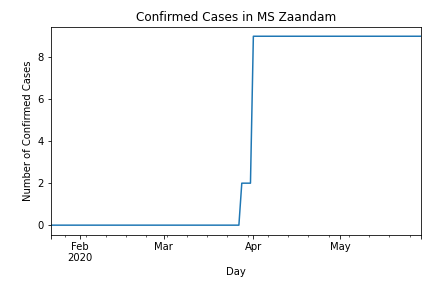 Confirmed Cases in MS Zaandam
Number of Confirmed Cases
8
6
4
2
0
Feb Mar Apr May
2020
Day